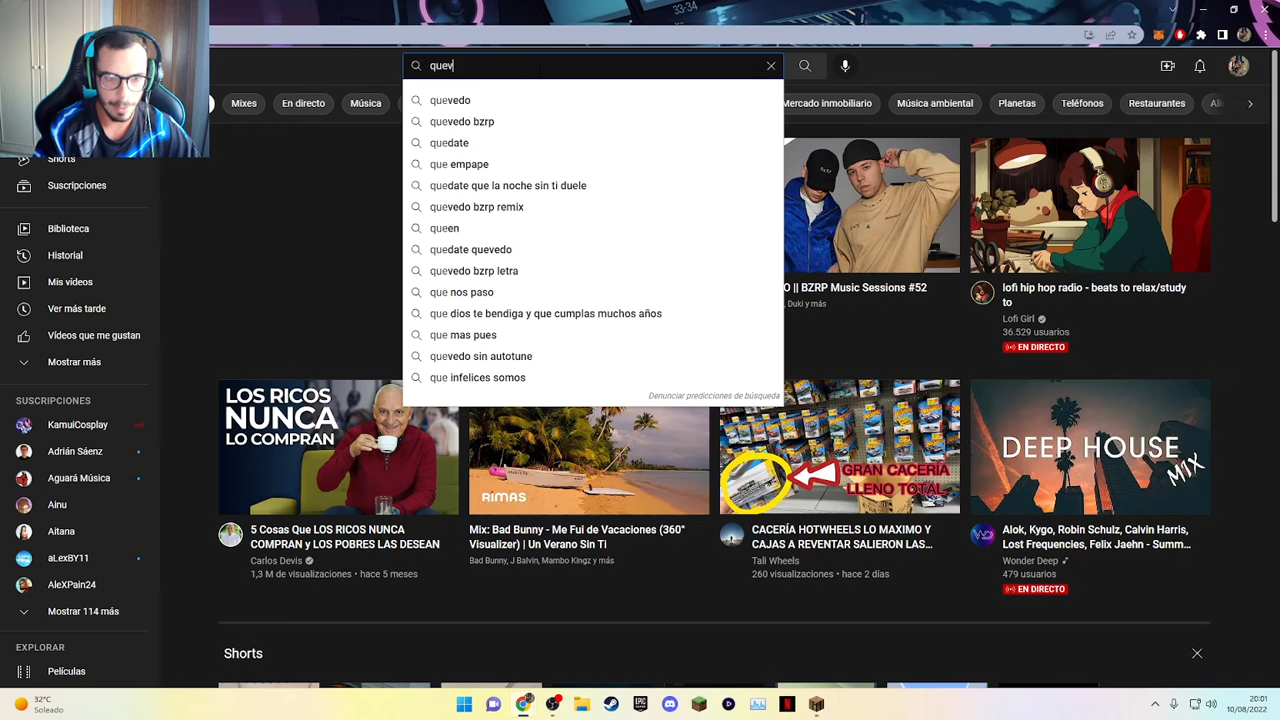 quev
Mixes
En directo
Música
Mercado inmobiliario
Música ambiental
Planetas
Teléfonos
Restaurantes
quevedo
quevedo bzrp
quedate
que empape
quedate que la noche sin ti duele
quevedo bzrp remix
queen
quedate quevedo
quevedo bzrp letra
que nos paso
que dios te bendiga y que cumplas muchos años
que mas pues
quevedo sin autotune
que infelices somos
Denunciar predicciones de búsqueda
Shorts
Suscripciones
Biblioteca
Historial
Mis vídeos
Ver más tarde
Vídeos que me gustan
Mostrar más
SUSCRIPCIONES
KamuiCosplay
Adrián Sáenz
Aguará Música
Ainu
Aitana
aLexBY11
AleXPain24
Mostrar 114 más
EXPLORAR
Películas
O || BZRP Music Sessions #52
, Duki y más
lofi hip hop radio - beats to relax/study
to
Lofi Girl
36.529 usuarios
EN DIRECTO
LOS RICOS
NUNCA
LO COMPRAN
5 Cosas Que LOS RICOS NUNCA
COMPRAN y LOS POBRES LAS DESEAN
Carlos Devis
1,3 M de visualizaciones • hace 5 meses
RIMAS
Mix: Bad Bunny - Me Fui de Vacaciones (360°
Visualizer) | Un Verano Sin Ti
Bad Bunny, J Balvin, Mambo Kingz y más
GRAN CACERÍA
LLENO TOTAL
CACERÍA HOTWHEELS LO MAXIMO Y
CAJAS A REVENTAR SALIERON LAS...
Tali Wheels
260 visualizaciones • hace 2 días
DEEP HOUSE
MIX
Alok, Kygo, Robin Schulz, Calvin Harris,
Lost Frequencies, Felix Jaehn - Summ...
Wonder Deep
479 usuarios
EN DIRECTO
Shorts
32°C
Soleado
EPIC
GAMES
N
20:01
10/08/2022